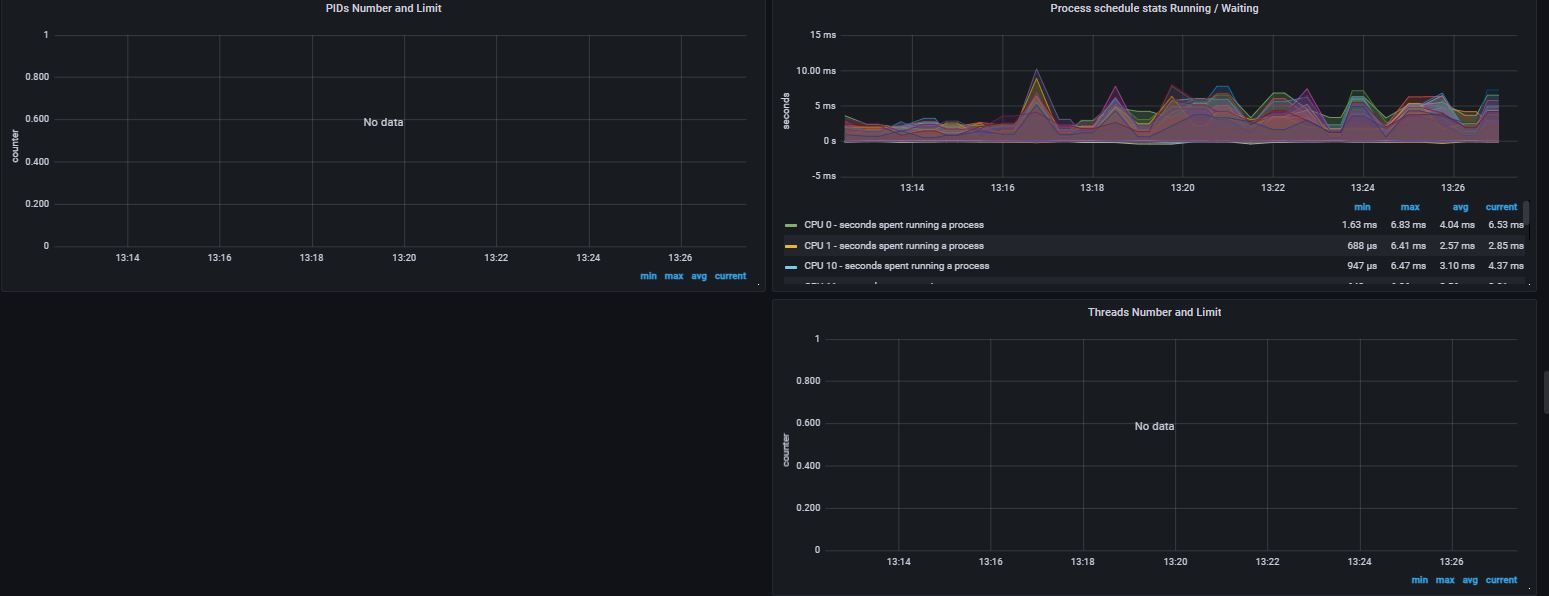 PIDs Number and Limit
1
0.800
0.600
0.400
0.200
0
counter
No data
13:14 13:16 13:18 13:20 13:22 13:24 13:26
min max avg current
Process schedule stats Running / Waiting
15 ms
10.00 ms
5 ms
0 s
-5 ms
seconds
13:14 13:16 13:18 13:20 13:22 13:24 13:26
min max avg current
CPU 0 - seconds spent running a process 1.63 ms 6.83 ms 4.04 ms 6.53 ms
CPU 1 - seconds spent running a process 688 µs 6.41 ms 2.57 ms 2.85 ms
CPU 10 - seconds spent running a process 947 µs 6.47 ms 3.10 ms 4.37 ms
Threads Number and Limit
1
0.800
0.600
0.400
0.200
0
counter
No data
13:14 13:16 13:18 13:20 13:22 13:24 13:26
min max avg current